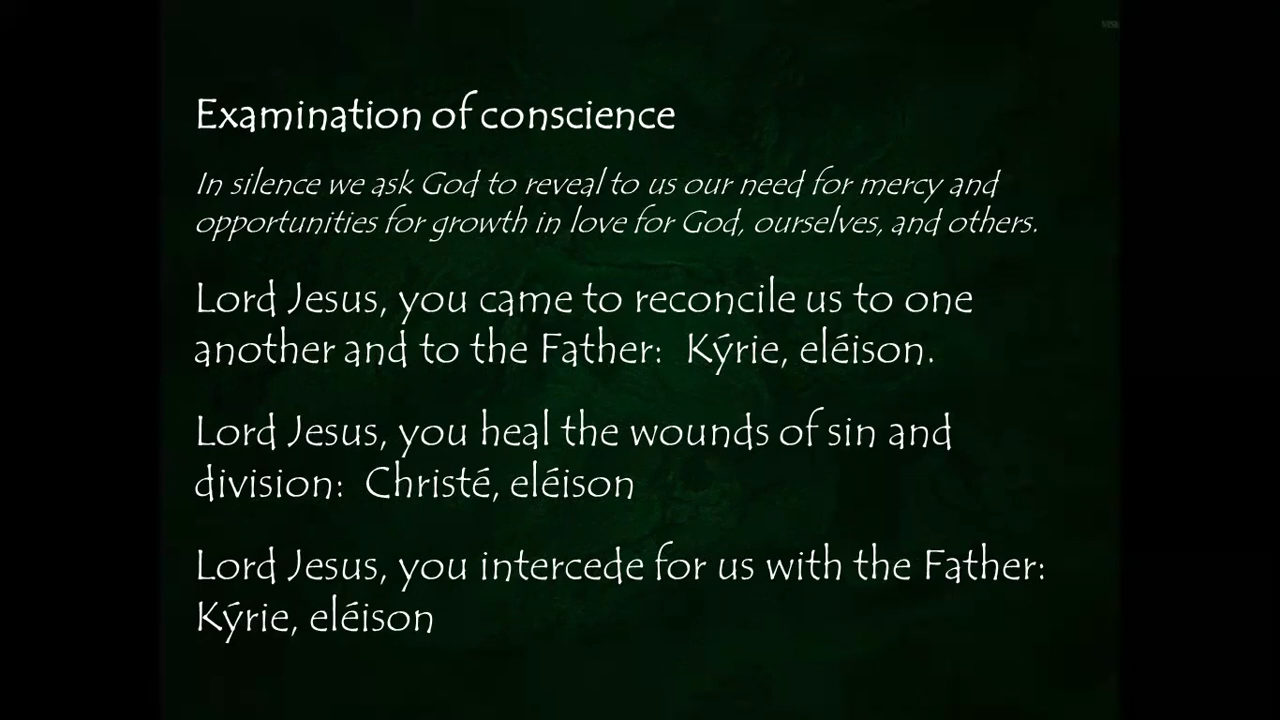 Examination of conscience
In silence we ask God to reveal to us our need for mercy and
opportunities for growth in love for God, ourselves, and others.
Lord Jesus, you came to reconcile us to one
another and to the Father:  Kýrie, eléison.
Lord Jesus, you heal the wounds of sin and
division:  Christé, eléison
Lord Jesus, you intercede for us with the Father:
Kýrie, eléison